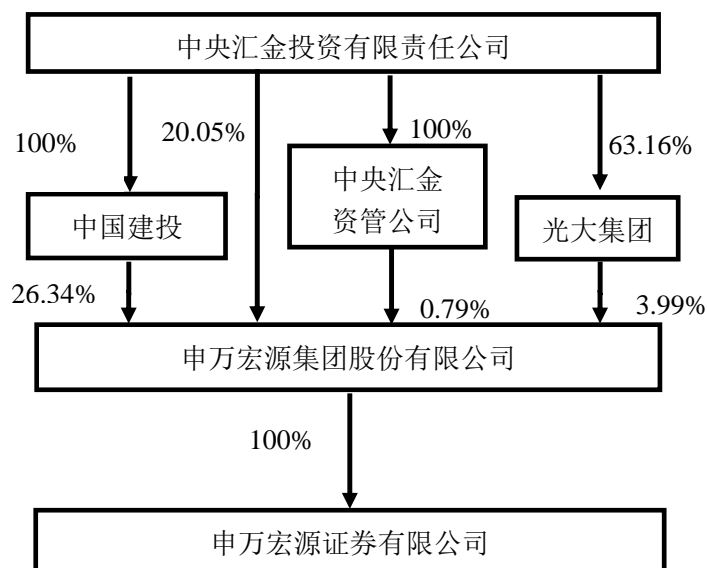 中央汇金投资有限责任公司
100%
20.05%
100%
63.16%
中国建投
中央汇金
资管公司
光大集团
26.34%
0.79%
3.99%
申万宏源集团股份有限公司
100%
申万宏源证券有限公司